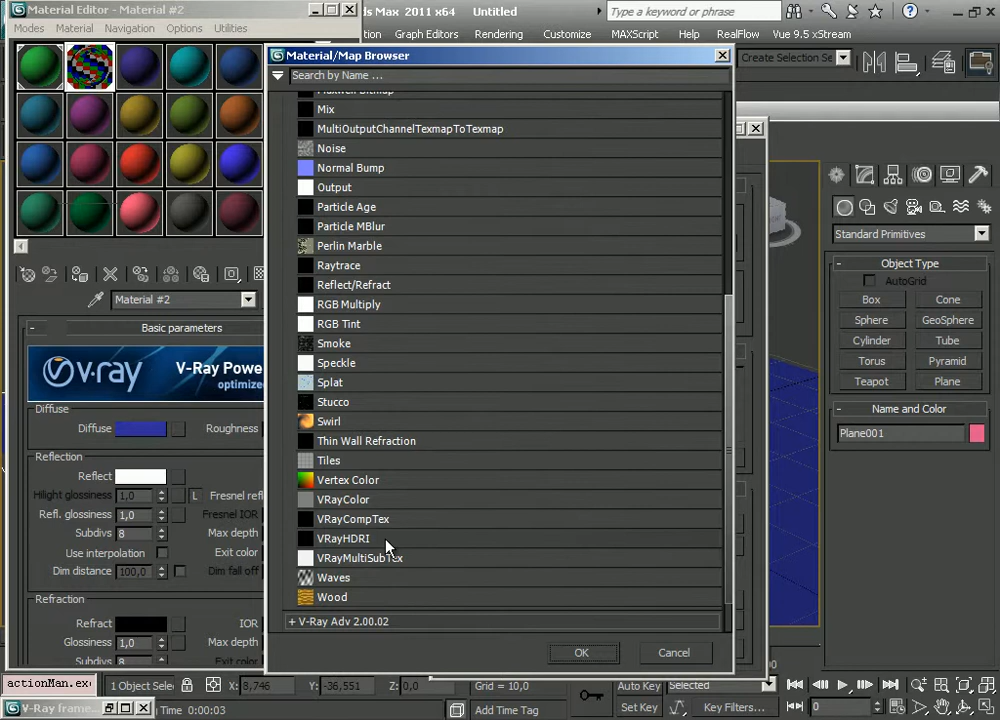 Material Editor - Material #2
Modes Material Navigation Options Utilities
ls Max 2011 x64 Untitled
Type a keyword or phrase
Graph Editors Rendering Customize MAXScript Help RealFlow Vue 9.5 xStream
Create Selection Se
Material/Map Browser
Search by Name ...
Maxwell Bitmap
Mix
MultiOutputChannelTexmapToTexmap
Noise
Normal Bump
Output
Particle Age
Particle MBlur
Perlin Marble
Raytrace
Reflect/Refract
RGB Multiply
RGB Tint
Smoke
Speckle
Splat
Stucco
Swirl
Thin Wall Refraction
Tiles
Vertex Color
VRayColor
VRayCompTex
VRayHDRI
VRayMultiSubTex
Waves
Wood
+ V-Ray Adv 2.00.02
OK Cancel
Material #2
- Basic parameters
v·ray V-Ray Powe
optimized
Diffuse
Diffuse Roughness
Reflection
Reflect
Hilight glossiness 1,0 L Fresnel refl
Refl. glossiness 1,0 Fresnel IOR
Subdivs 8 Max depth
Use interpolation Exit color
Dim distance 100,0 Dim fall off
Refraction
Refract IOR
Glossiness 1,0 Max depth
Subdivs 8
Standard Primitives
- Object Type
AutoGrid
Box Cone
Sphere GeoSphere
Cylinder Tube
Torus Pyramid
Teapot Plane
- Name and Color
Plane001
actionMan.ex
1 Object Selec X: 8,746 Y: -36,551 Z: 0,0 Grid = 10,0 Auto Key Selected
V-Ray frame Time 0:00:03 Add Time Tag Set Key Key Filters... 0